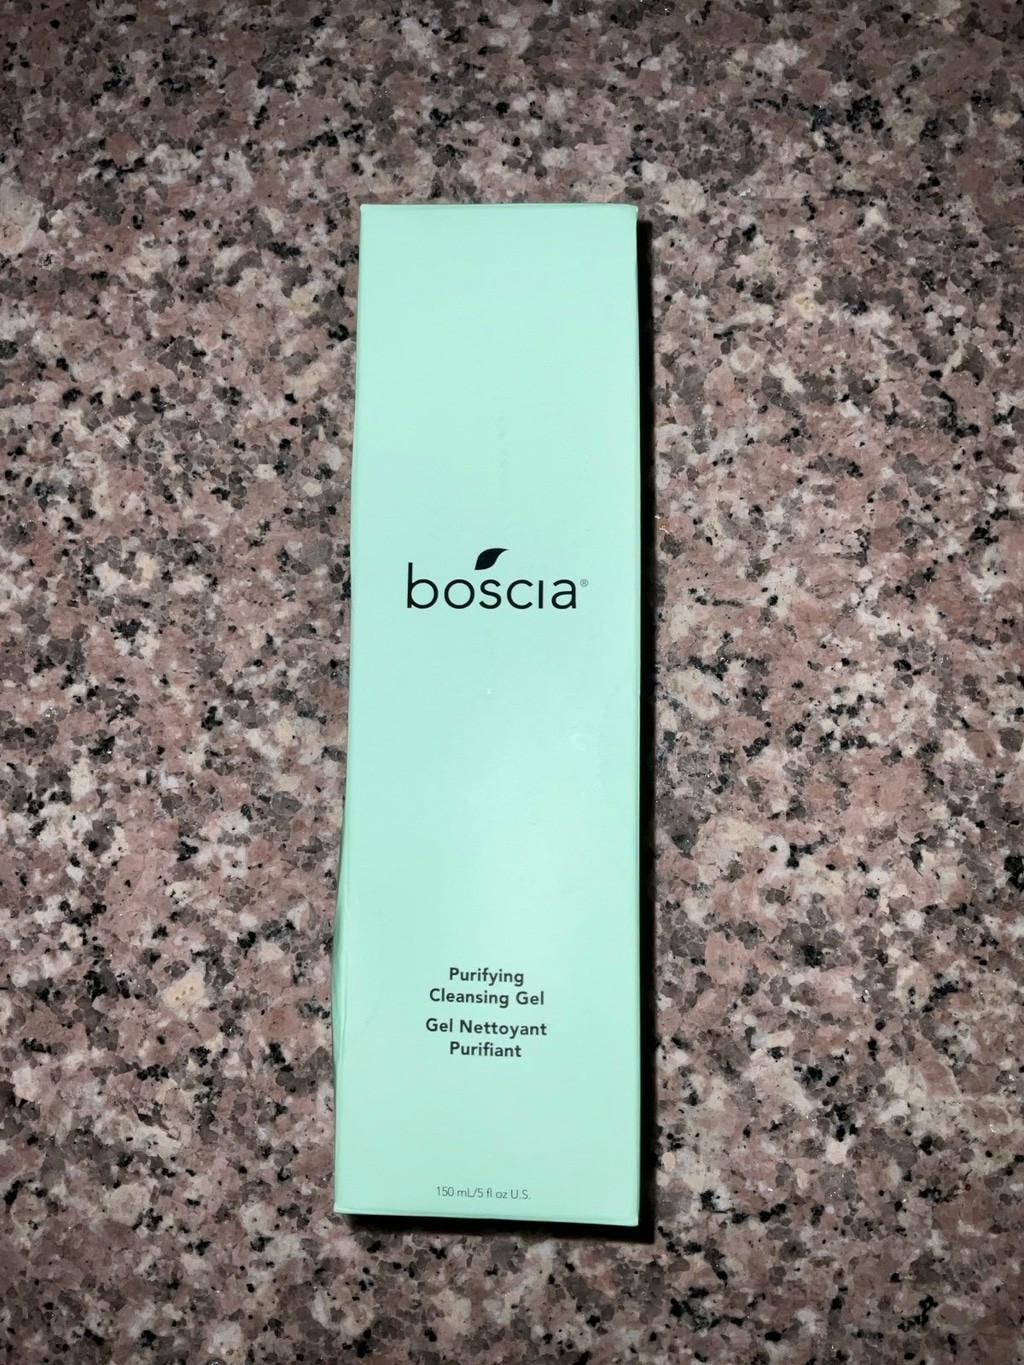 boscia®
Purifying
Cleansing Gel
Gel Nettoyant
Purifiant
150 mL/5 fl oz U.S.